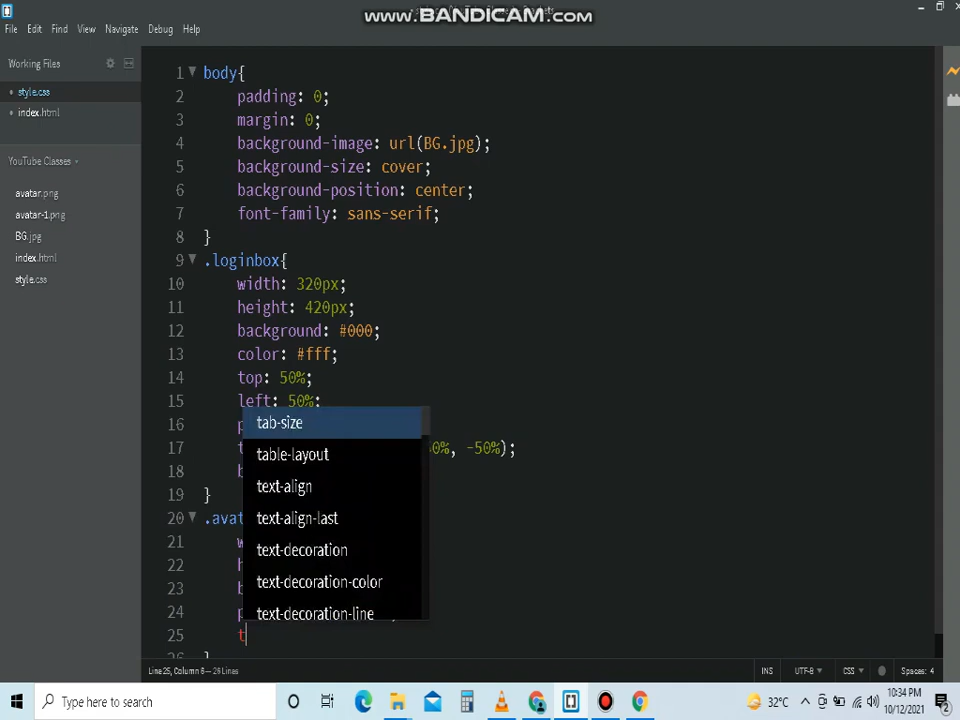 www.BANDICAM.com
File Edit Find View Navigate Debug Help
Working Files
style.css
index.html
YouTube Classes
avatar.png
avatar-1.png
BG.jpg
index.html
style.css
1 body{
2 padding: 0;
3 margin: 0;
4 background-image: url(BG.jpg);
5 background-size: cover;
6 background-position: center;
7 font-family: sans-serif;
8 }
9 .loginbox{
10 width: 320px;
11 height: 420px;
12 background: #000;
13 color: #fff;
14 top: 50%;
15 left: 50%;
16 p
17 t 0%, -50%);
18 b
19 }
20 .avat
21 w
22 h
23 b
24 p
25 t
26 }
tab-size
table-layout
text-align
text-align-last
text-decoration
text-decoration-color
text-decoration-line
Line 25, Column 6 — 26 Lines
INS UTF-8 CSS Spaces: 4
Type here to search
32°C
10:34 PM
10/12/2021
2